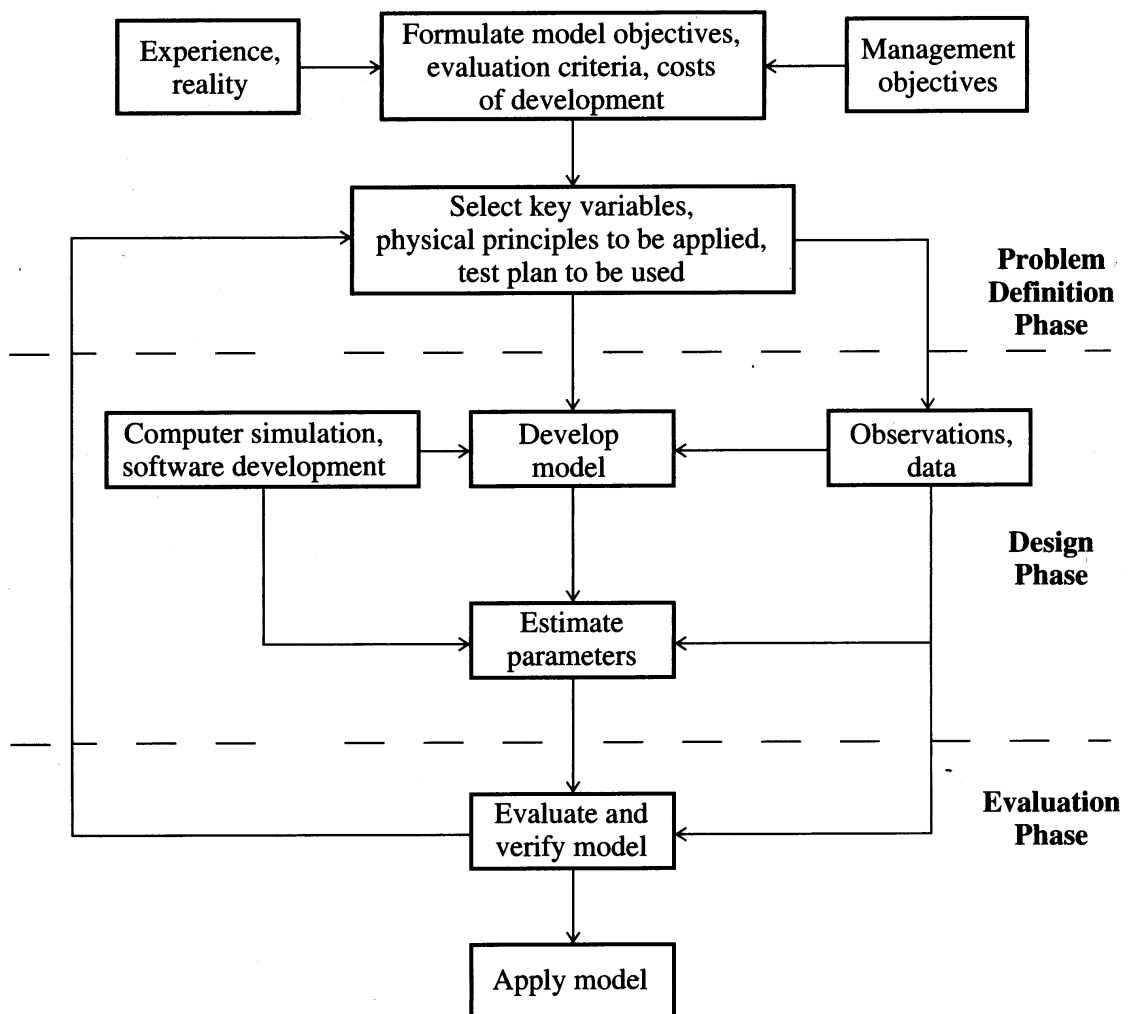 Experience,
reality
Formulate model objectives,
evaluation criteria, costs
of development
Management
objectives
Select key variables,
physical principles to be applied,
test plan to be used
Problem
Definition
Phase
Computer simulation,
software development
Develop
model
Observations,
data
Design
Phase
Estimate
parameters
Evaluate and
verify model
Evaluation
Phase
Apply model